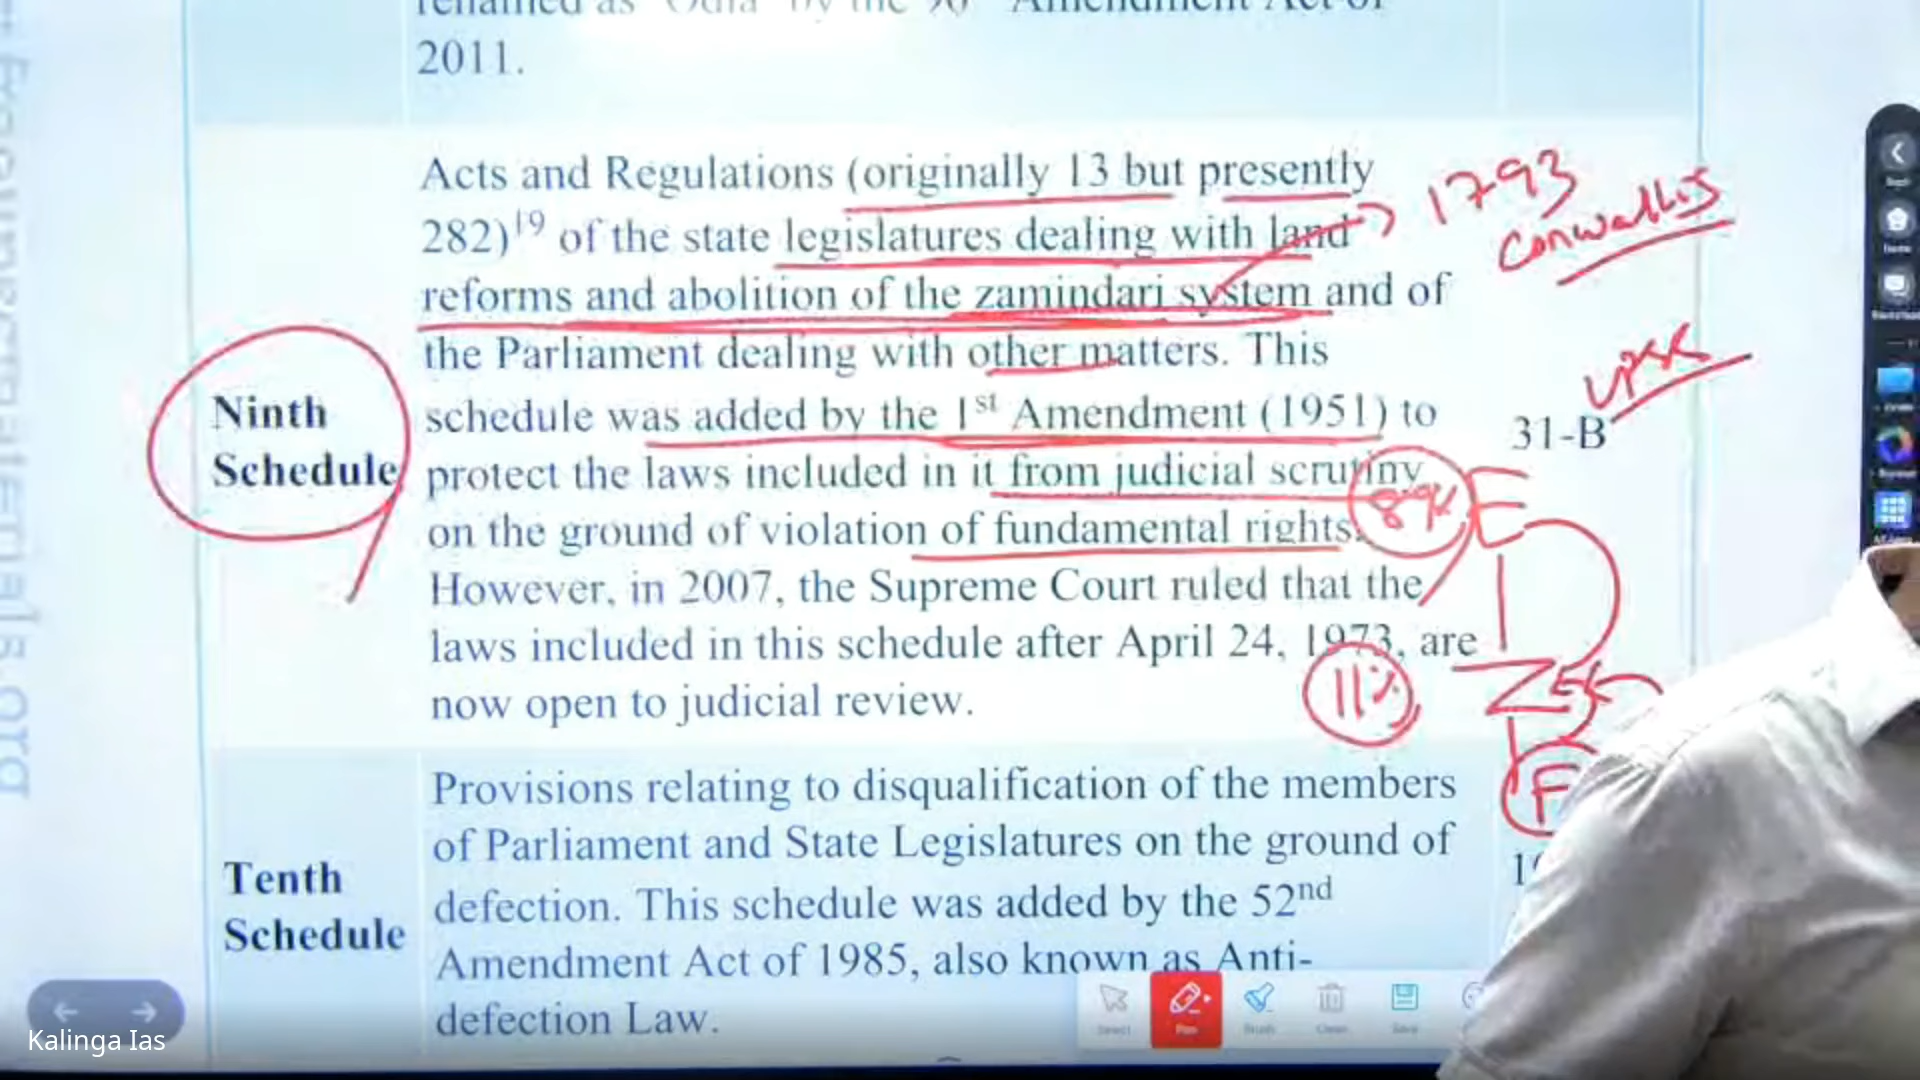 2011.
Acts and Regulations (originally 13 but presently
282)19 of the state legislatures dealing with land
reforms and abolition of the zamindari system and of
the Parliament dealing with other matters. This
schedule was added by the 1st Amendment (1951) to
protect the laws included in it from judicial scrutiny
on the ground of violation of fundamental rights.
However, in 2007, the Supreme Court ruled that the
laws included in this schedule after April 24, 1973, are
now open to judicial review.
Ninth
Schedule
31-B
1793
UPSC
11%
E
D
Z
F
Provisions relating to disqualification of the members
of Parliament and State Legislatures on the ground of
defection. This schedule was added by the 52nd
Amendment Act of 1985, also known as Anti-
defection Law.
Tenth
Schedule
Select
Pen
Brush
Clean
Save
Kalinga Ias